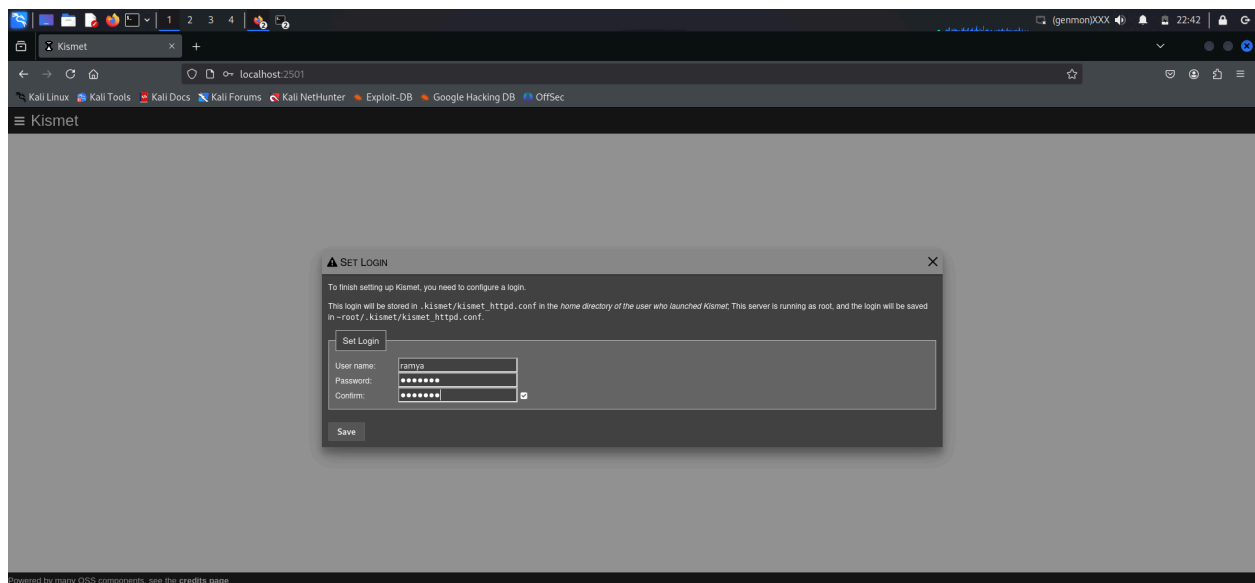 1 2 3 4 (genmon)XXX 22:42
Kismet
localhost:2501
Kali Linux Kali Tools Kali Docs Kali Forums Kali NetHunter Exploit-DB Google Hacking DB OffSec
Kismet
SET LOGIN
To finish setting up Kismet, you need to configure a login.
This login will be stored in .kismet/kismet_httpd.conf in the home directory of the user who launched Kismet; This server is running as root, and the login will be saved
in ~root/.kismet/kismet_httpd.conf.
Set Login
User name: ramya
Password: •••••••
Confirm: •••••••
Save
Powered by many OSS components, see the credits page